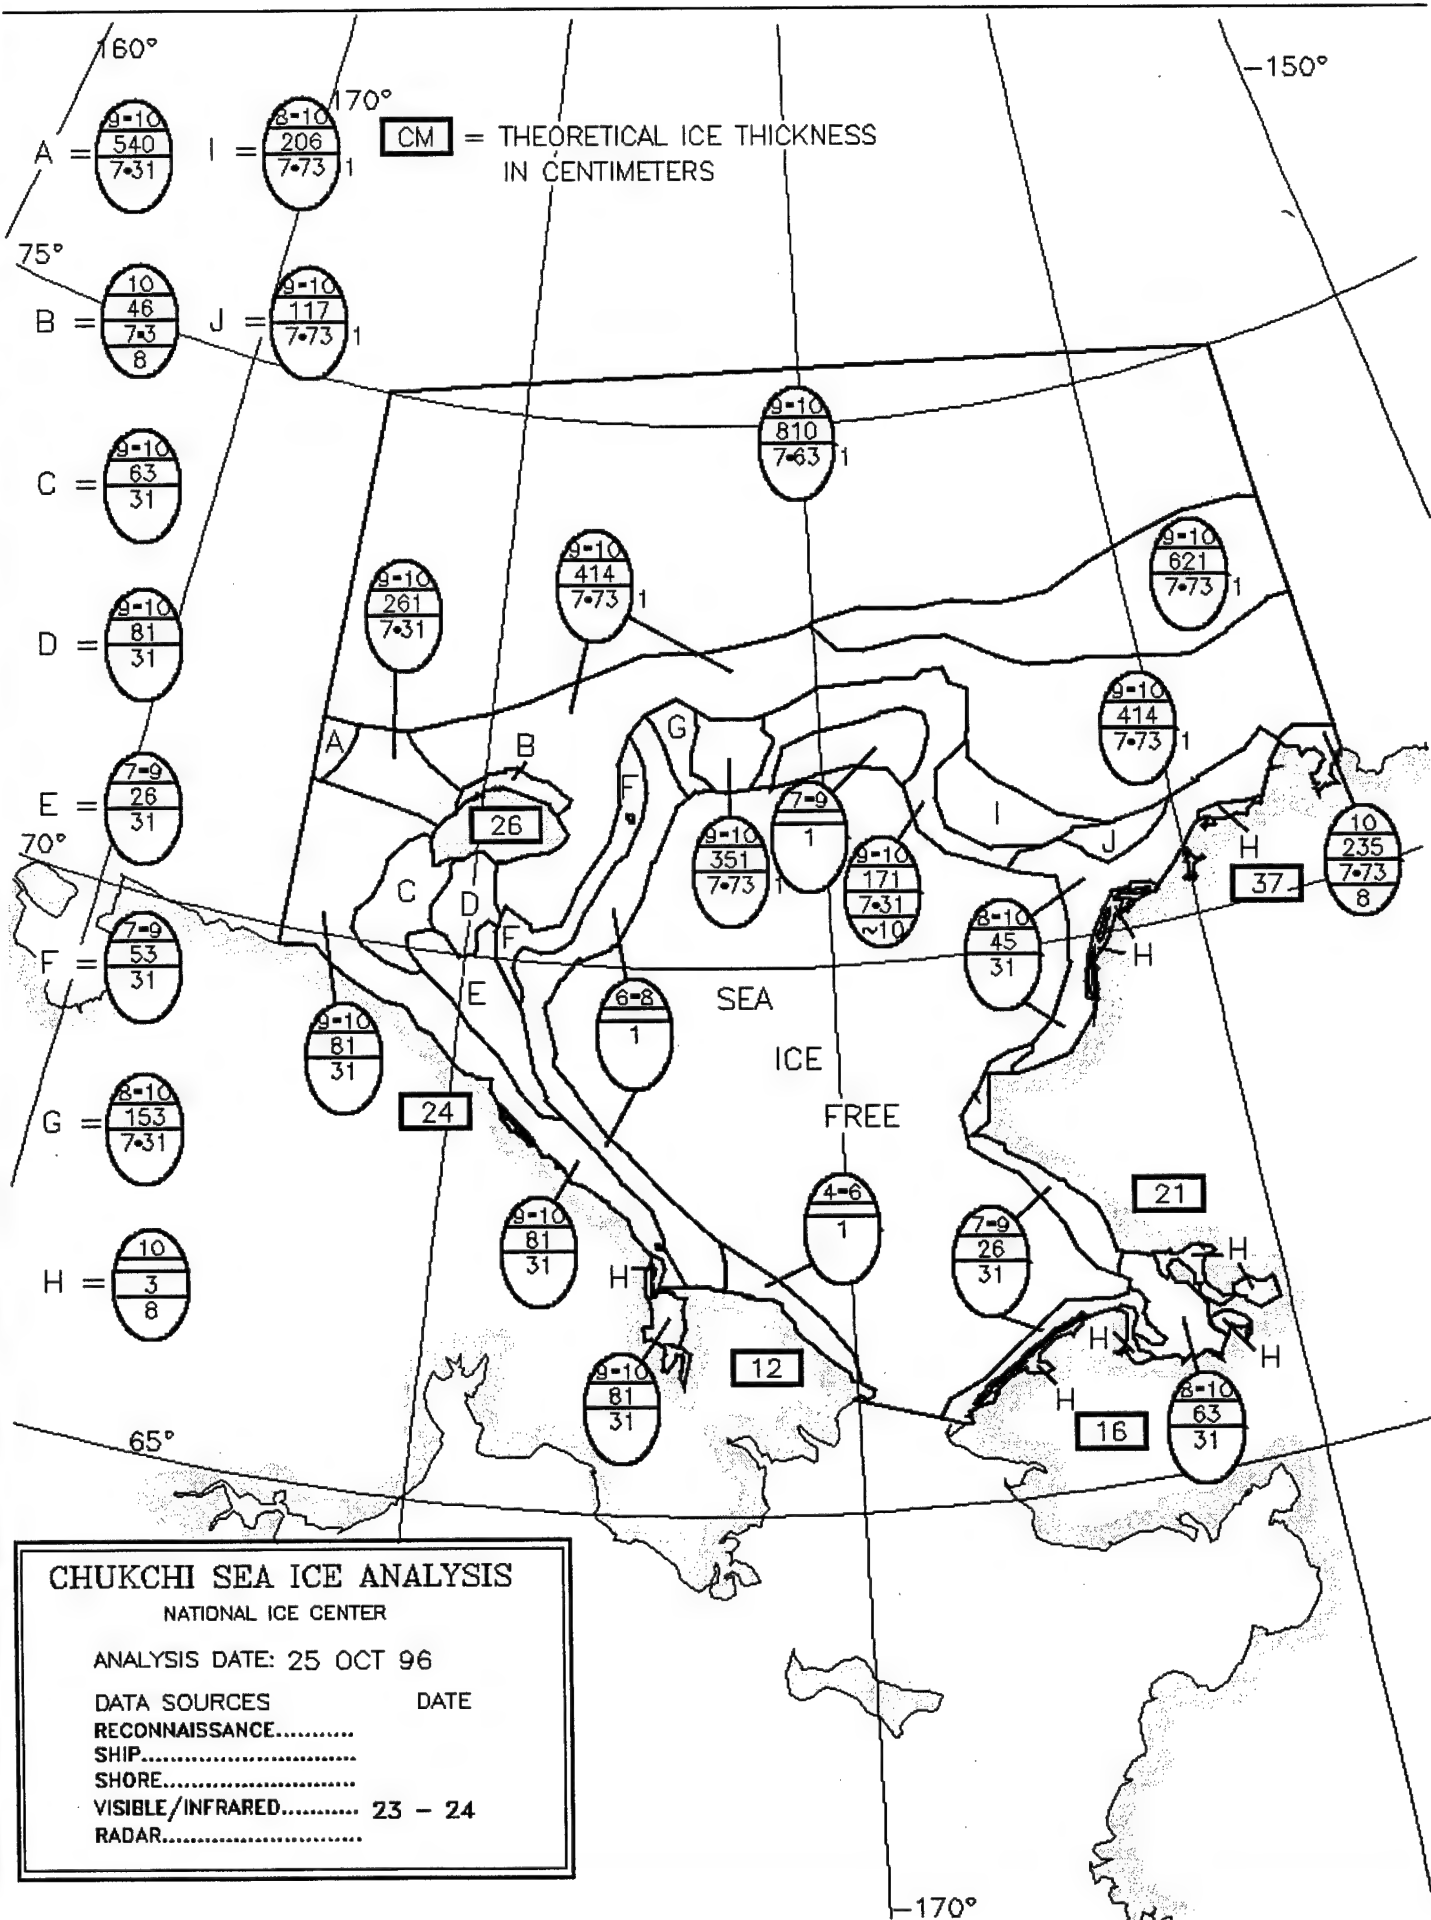 160°
170°
-150°
A =
9-10
540
7•31
I =
8-10
206
7•73 1
CM = THEORETICAL ICE THICKNESS
IN CENTIMETERS
75°
B =
10
46
7•3
8
J =
9-10
117
7•73 1
C =
9-10
63
31
D =
9-10
81
31
E =
7-9
26
31
F =
7-9
53
31
G =
8-10
153
7•31
H =
10
3
8
9-10
810
7•63 1
9-10
621
7•73 1
9-10
414
7•73 1
9-10
261
7•31
9-10
414
7•73 1
A
B
G
F
26
I
J
H
37
70°
C
D
F
E
9-10
351
7•73 1
7-9
1
9-10
171
7•31
~10
10
235
7•73
8
8-10
45
31
H
SEA
ICE
FREE
6-8
1
9-10
81
31
24
21
4-6
1
9-10
81
31
7-9
26
31
H
H
H
H
H
12
16
9-10
81
31
8-10
63
31
65°
CHUKCHI SEA ICE ANALYSIS
NATIONAL ICE CENTER
ANALYSIS DATE: 25 OCT 96
DATA SOURCES DATE
RECONNAISSANCE...........
SHIP..............................
SHORE...........................
VISIBLE/INFRARED........... 23 - 24
RADAR............................
-170°